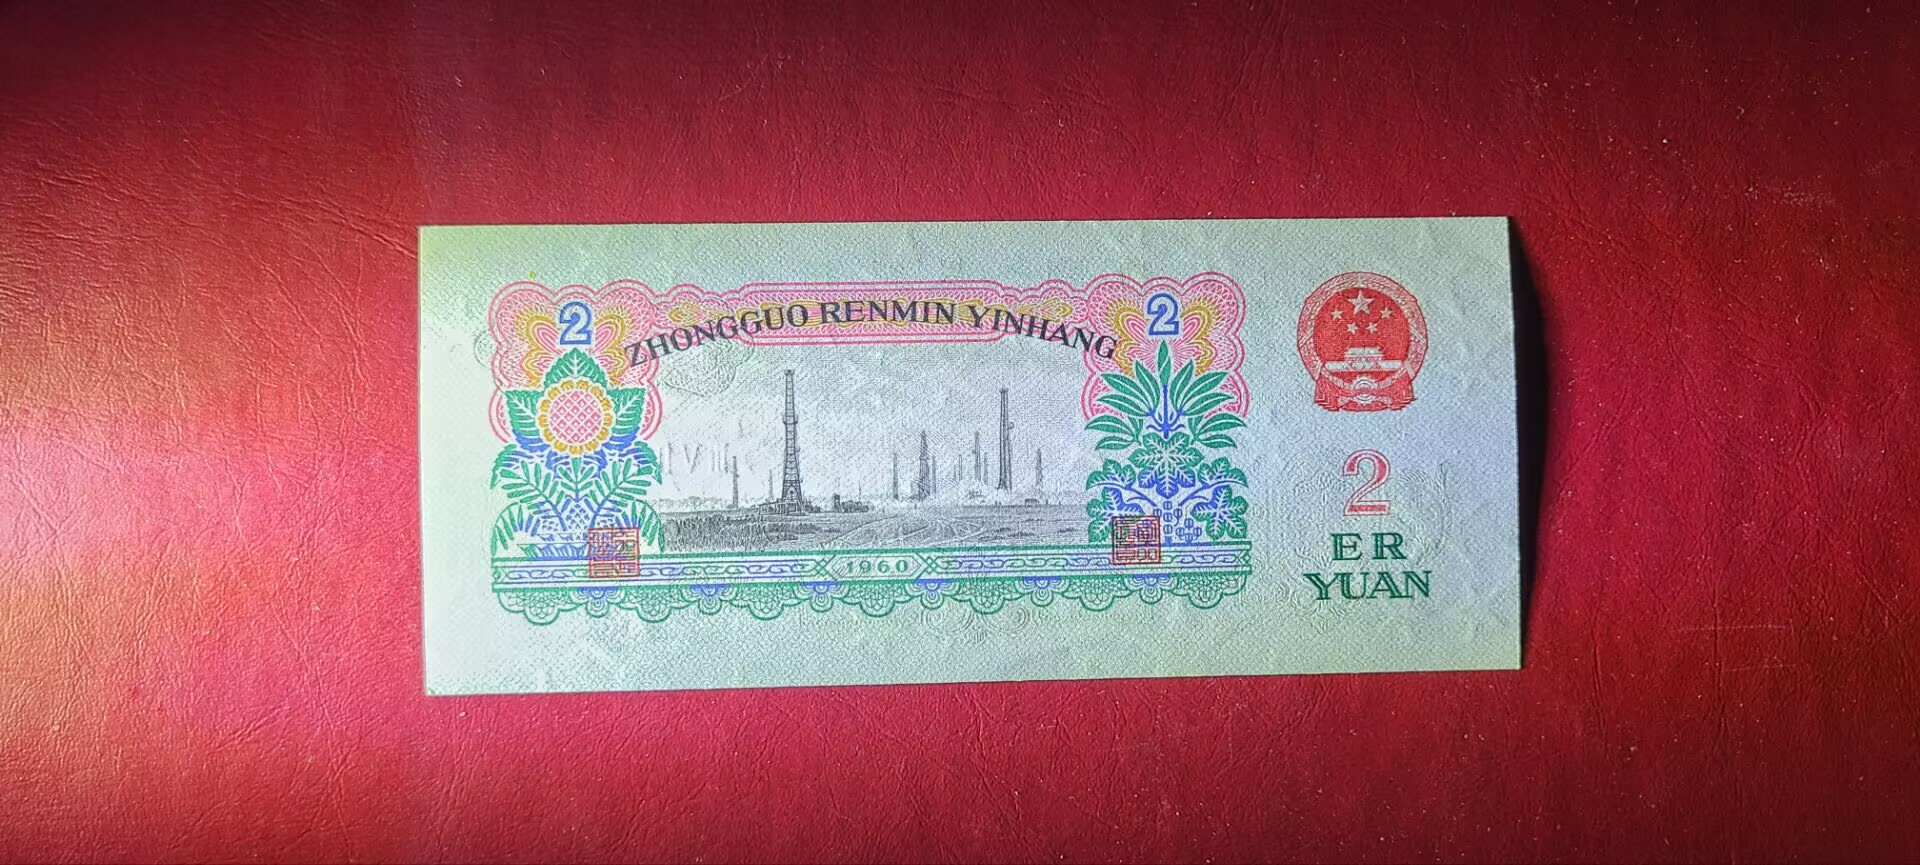 2
ZHONGGUO RENMIN YINHANG
2
2
ER
YUAN
1960